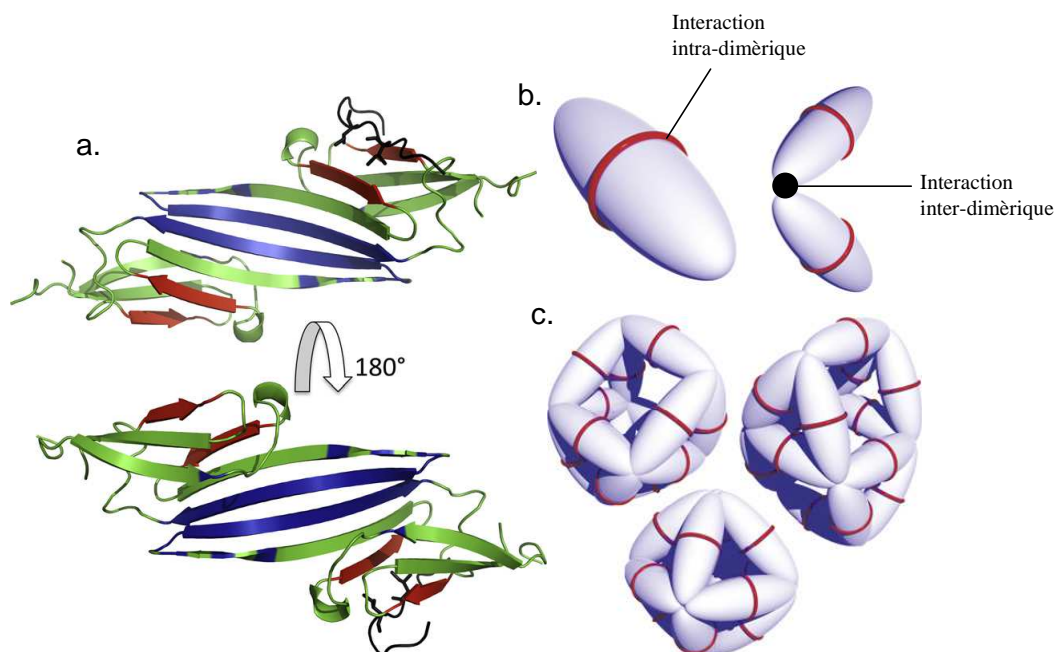 a.
180°
b.
Interaction
intra-dimèrique
Interaction
inter-dimèrique
c.